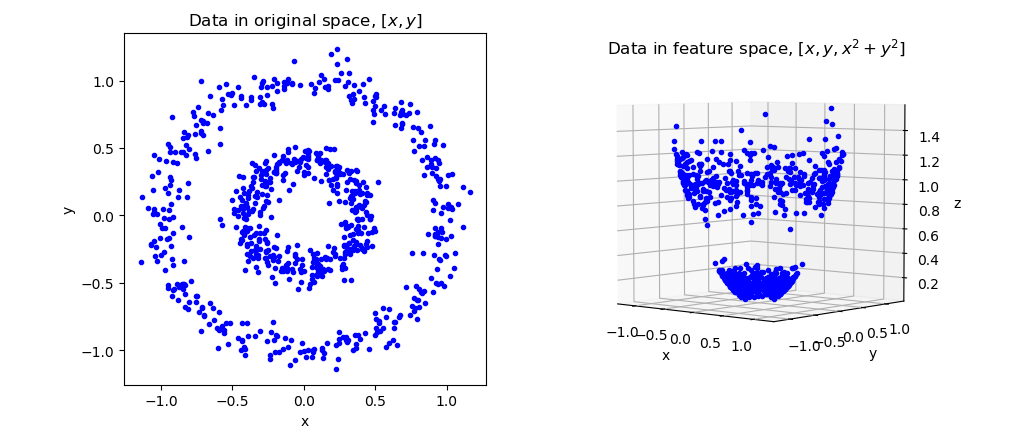 Data in original space, [x, y]
1.0
0.5
0.0
−0.5
−1.0
y
−1.0 −0.5 0.0 0.5 1.0
x
Data in feature space, [x, y, x² + y²]
1.4
1.2
1.0
0.8
0.6
0.4
0.2
z
−1.0 −0.5 0.0 0.5 1.0
x
−1.0 −0.5 0.0 0.5 1.0
y